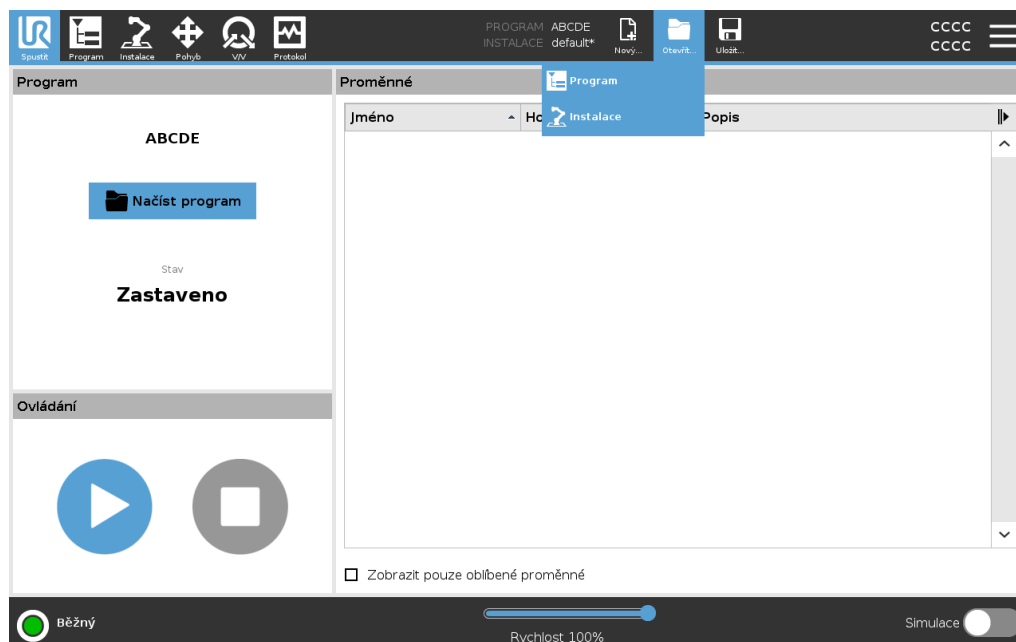 UR
Spustit
Program
Instalace
Pohyb
V/V
Protokol
PROGRAM ABCDE
INSTALACE default*
Nový...
Otevřít...
Uložit...
CCCC
CCCC
Program
Instalace
Program
ABCDE
Načíst program
Stav
Zastaveno
Ovládání
Proměnné
Jméno
Ho
Popis
Zobrazit pouze oblíbené proměnné
Běžný
Rychlost 100%
Simulace